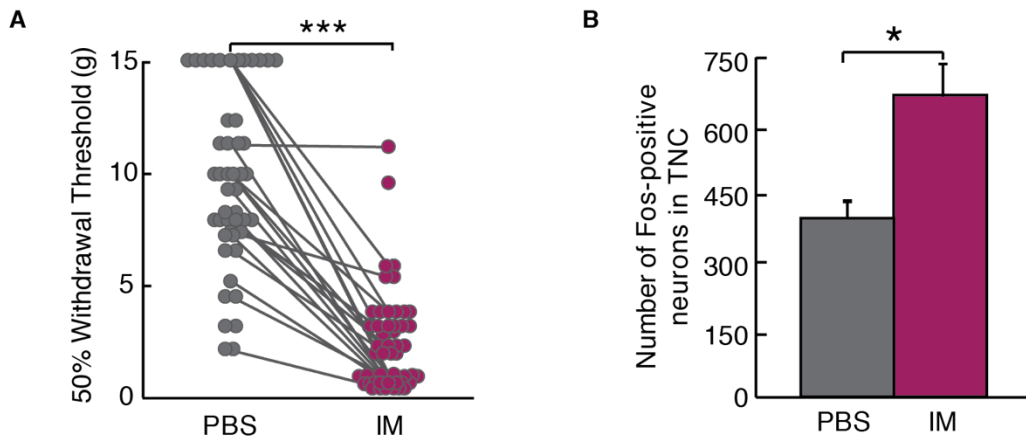 A
50% Withdrawal Threshold (g)
***
15
10
5
0
PBS
IM
B
Number of Fos-positive
neurons in TNC
*
750
600
450
300
150
0
PBS
IM